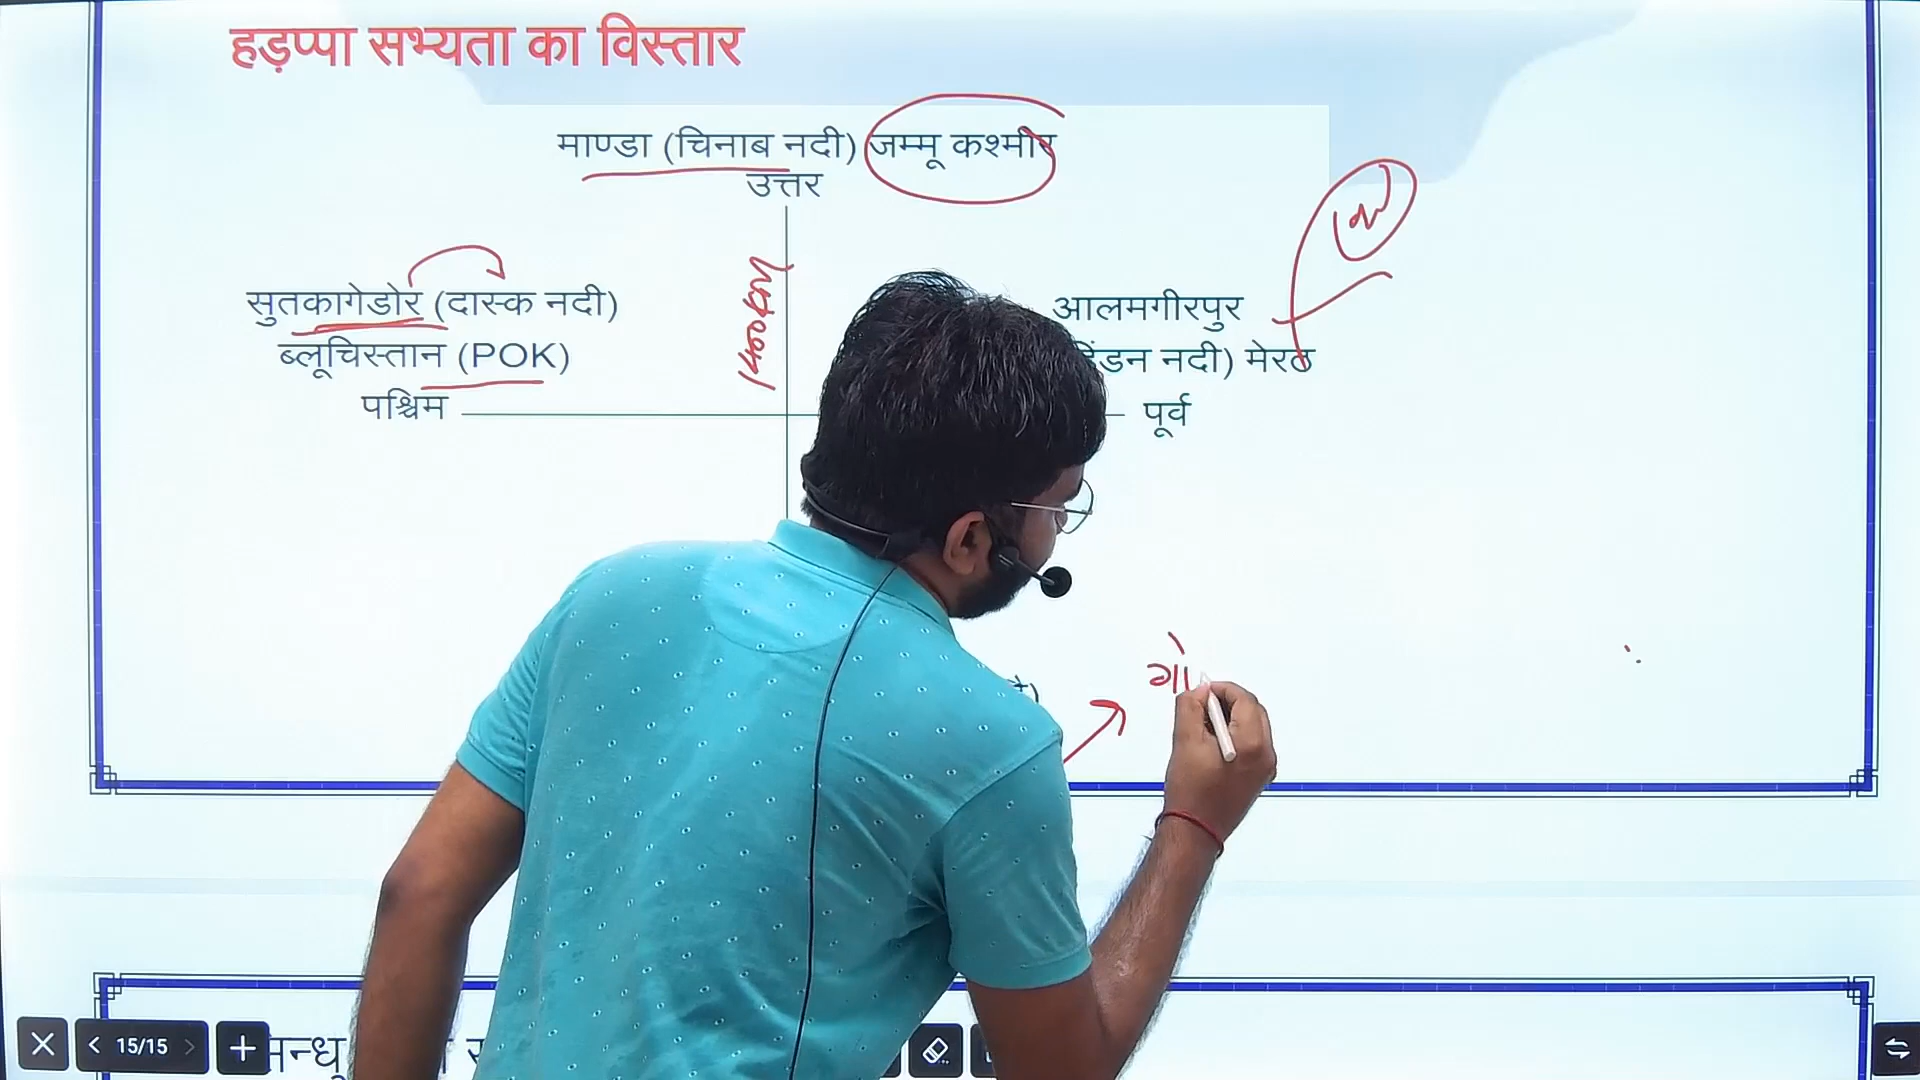 हड़प्पा सभ्यता का विस्तार
माण्डा (चिनाब नदी) जम्मू कश्मीर
उत्तर
सुतकागेडोर (दास्क नदी)
ब्लूचिस्तान (POK)
पश्चिम
आलमगीरपुर
हिंडन नदी) मेरठ
पूर्व
गो
15/15